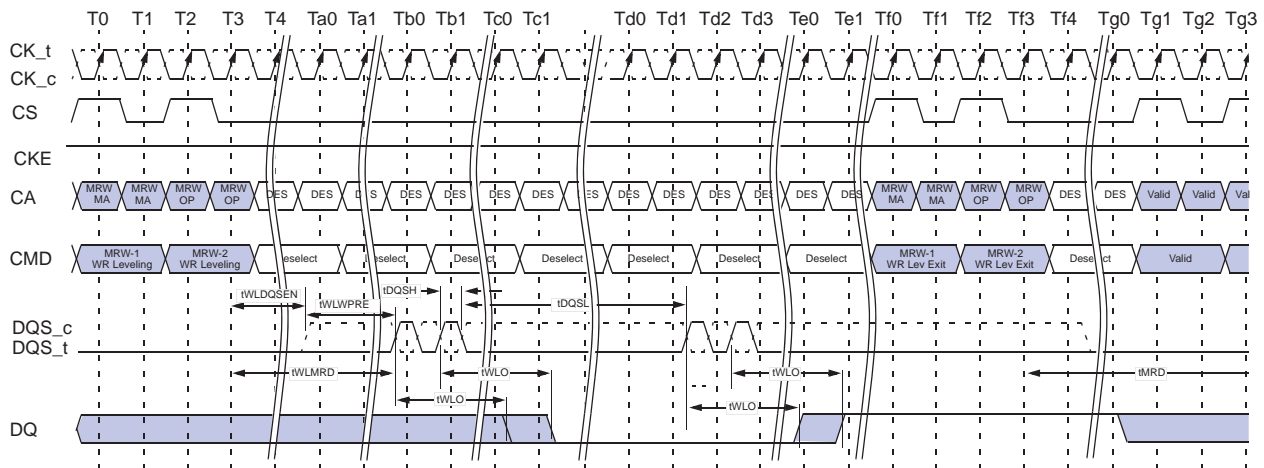 T0 T1 T2 T3 T4 Ta0 Ta1 Tb0 Tb1 Tc0 Tc1 Td0 Td1 Td2 Td3 Te0 Te1 Tf0 Tf1 Tf2 Tf3 Tf4 Tg0 Tg1 Tg2 Tg3
CK_t
CK_c
CS
CKE
CA MRW MA MRW MA MRW OP MRW OP DES DES DES DES DES DES DES DES DES DES DES DES DES DES MRW MA MRW MA MRW OP MRW OP DES DES Valid Valid Val
CMD MRW-1 WR Leveling MRW-2 WR Leveling eselect Deselect Deselect Deselect Deselect Deselect Deselect MRW-1 WR Lev Exit MRW-2 WR Lev Exit Deselect Valid
tWLDQSEN tWLWPRE tDQSH tDQSL
DQS_c
DQS_t
tWLMRD tWLO tWLO tMRD
tWLO tWLO
DQ